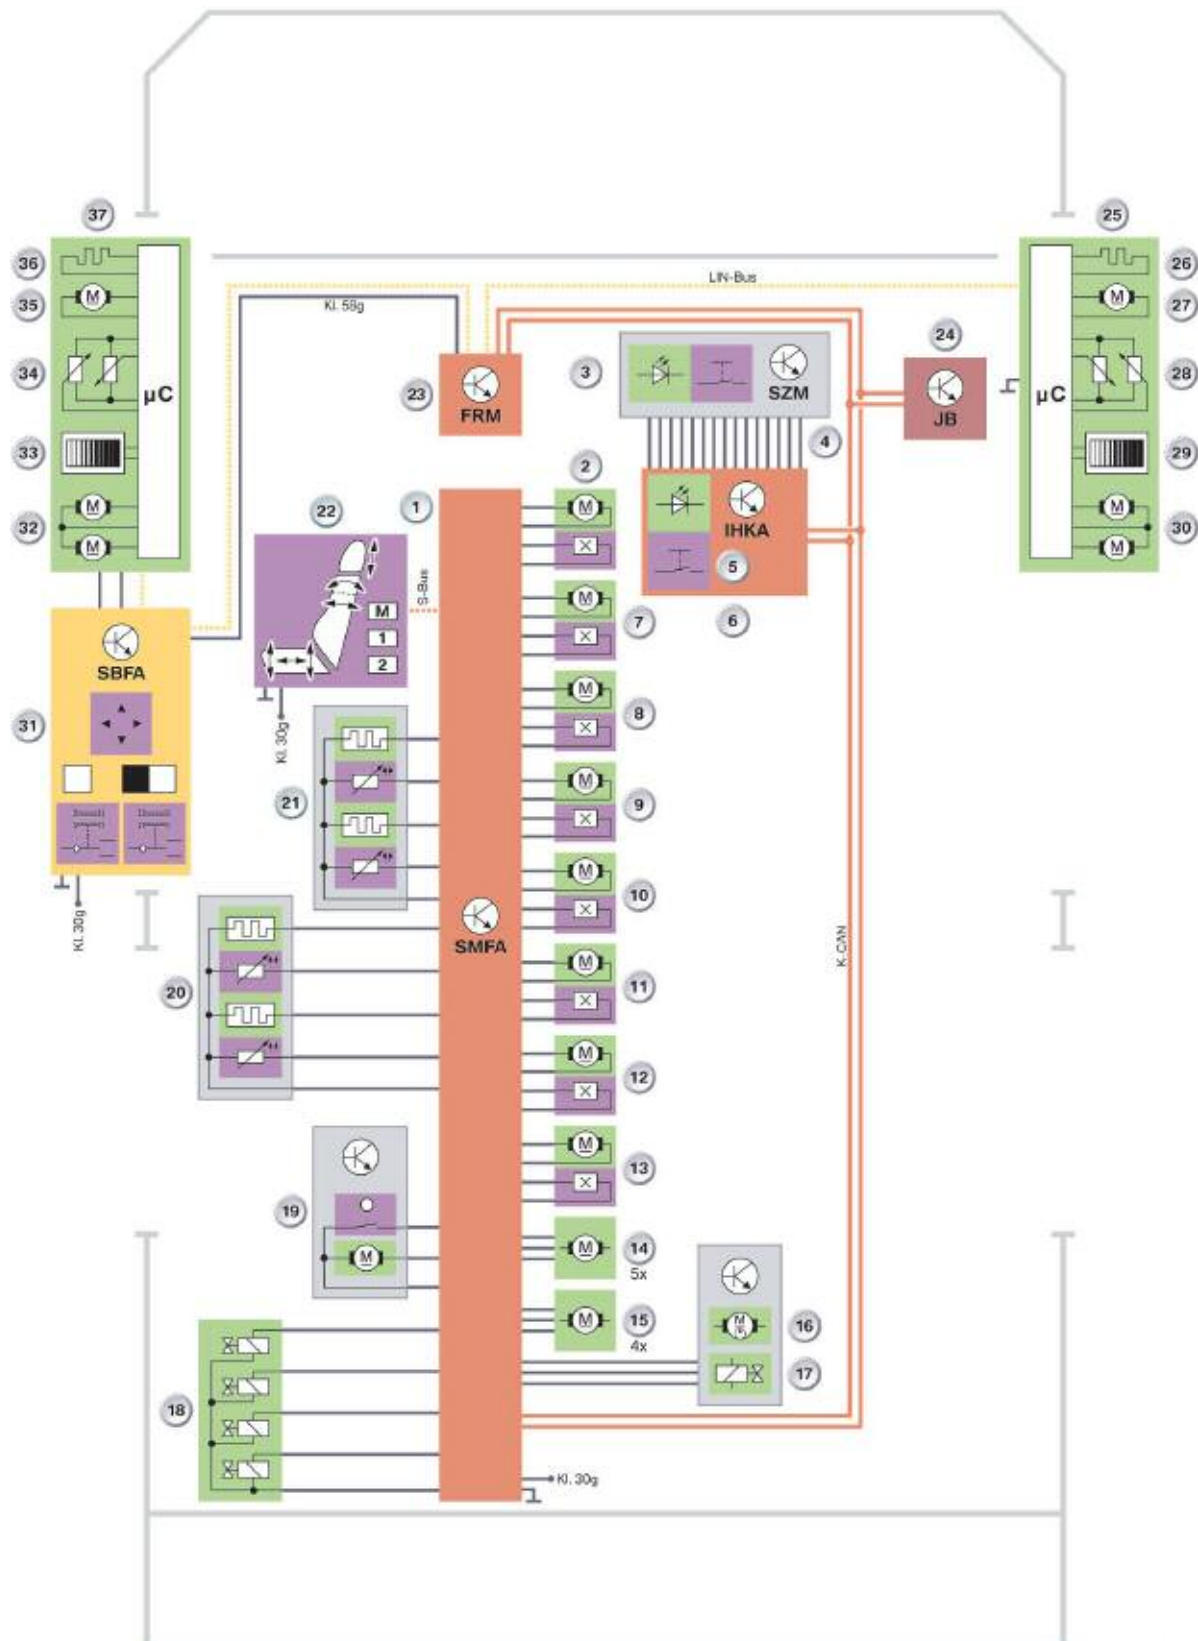 37
25
36
26
LIN-Bus
35
Kl. 58g
27
24
34
µC
3
SZM
28
µC
23
FRM
JB
4
33
29
2
M
M
M
32
22
1
IHKA
30
M
M
M
M
5
S-Bus
M
7
6
M
1
2
SBFA
31
M
8
Kl. 30g
21
M
9
M
10
Kl. 30g
SMFA
K-CAN
M
11
20
M
12
M
13
19
M
M
14
5x
M
15
4x
M
16
17
18
Kl. 30g